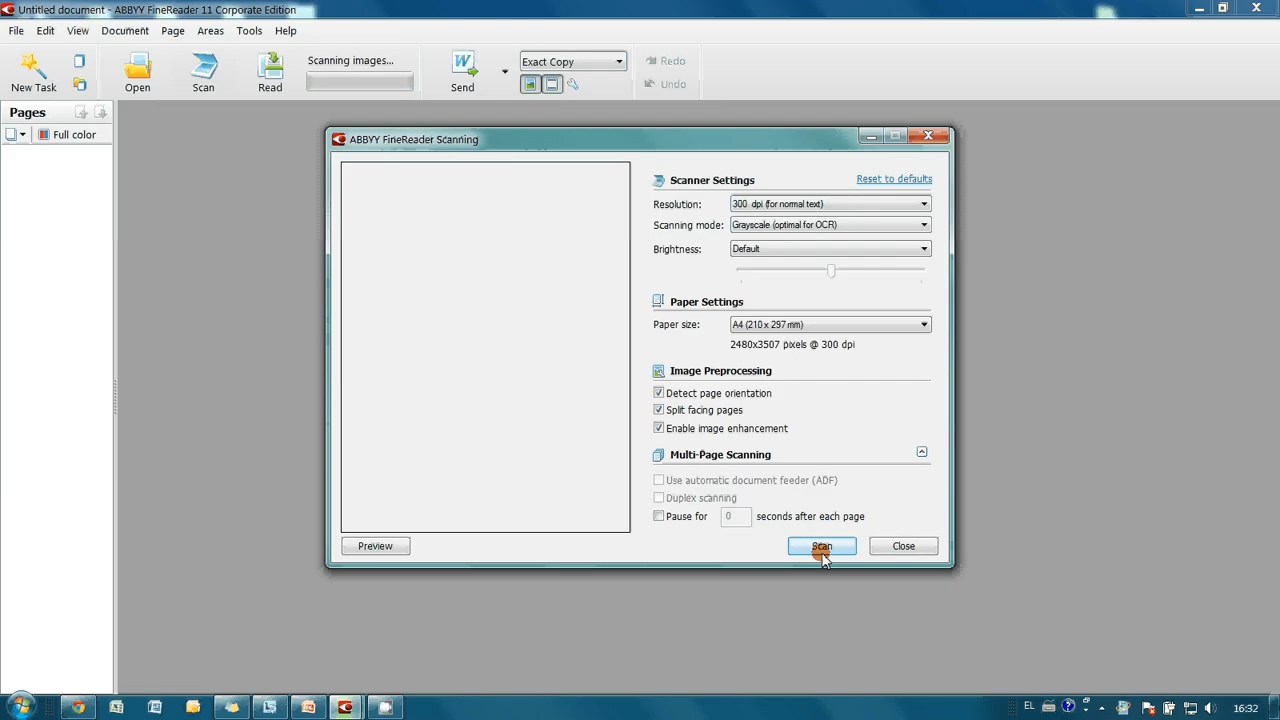 Untitled document - ABBYY FineReader 11 Corporate Edition
File Edit View Document Page Areas Tools Help
New Task
Open
Scan
Read
Scanning images...
Send
Exact Copy
Redo
Undo
Pages
Full color
ABBYY FineReader Scanning
Scanner Settings Reset to defaults
Resolution: 300 dpi (for normal text)
Scanning mode: Grayscale (optimal for OCR)
Brightness: Default
Paper Settings
Paper size: A4 (210 x 297 mm)
2480x3507 pixels @ 300 dpi
Image Preprocessing
Detect page orientation
Split facing pages
Enable image enhancement
Multi-Page Scanning
Use automatic document feeder (ADF)
Duplex scanning
Pause for 0 seconds after each page
Preview Scan Close
EL 16:32